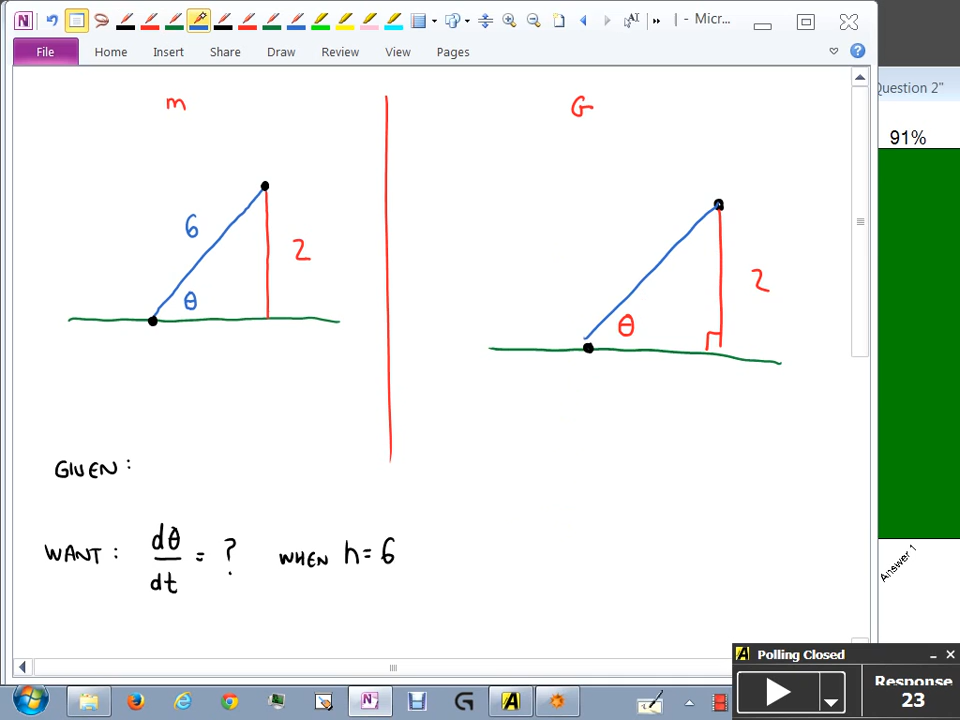 | - Micr...
File Home Insert Share Draw Review View Pages
Question 2"
91%
m
G
6
2
θ
2
θ
GIVEN:
WANT: dθ/dt = ? WHEN h=6
Answer 1
Polling Closed
Response
23